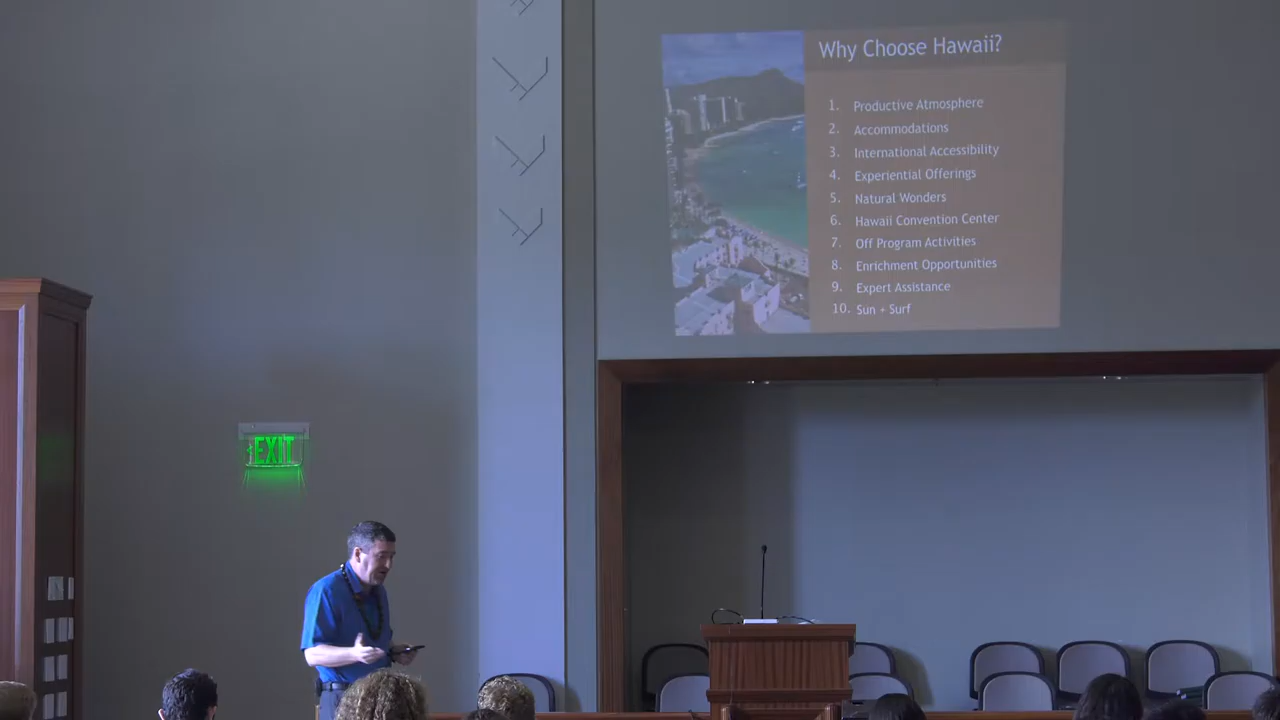 Why Choose Hawaii?
1. Productive Atmosphere
2. Accommodations
3. International Accessibility
4. Experiential Offerings
5. Natural Wonders
6. Hawaii Convention Center
7. Off Program Activities
8. Enrichment Opportunities
9. Expert Assistance
10. Sun + Surf
EXIT